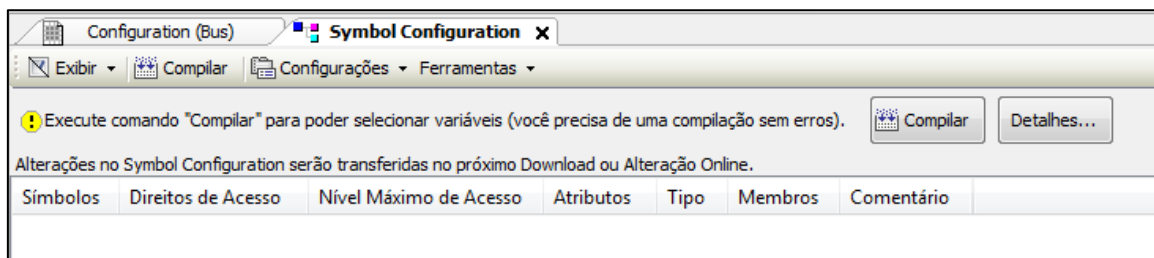 Configuration (Bus) Symbol Configuration x
Exibir Compilar Configurações Ferramentas
Execute comando "Compilar" para poder selecionar variáveis (você precisa de uma compilação sem erros). Compilar Detalhes...
Alterações no Symbol Configuration serão transferidas no próximo Download ou Alteração Online.
Símbolos Direitos de Acesso Nível Máximo de Acesso Atributos Tipo Membros Comentário